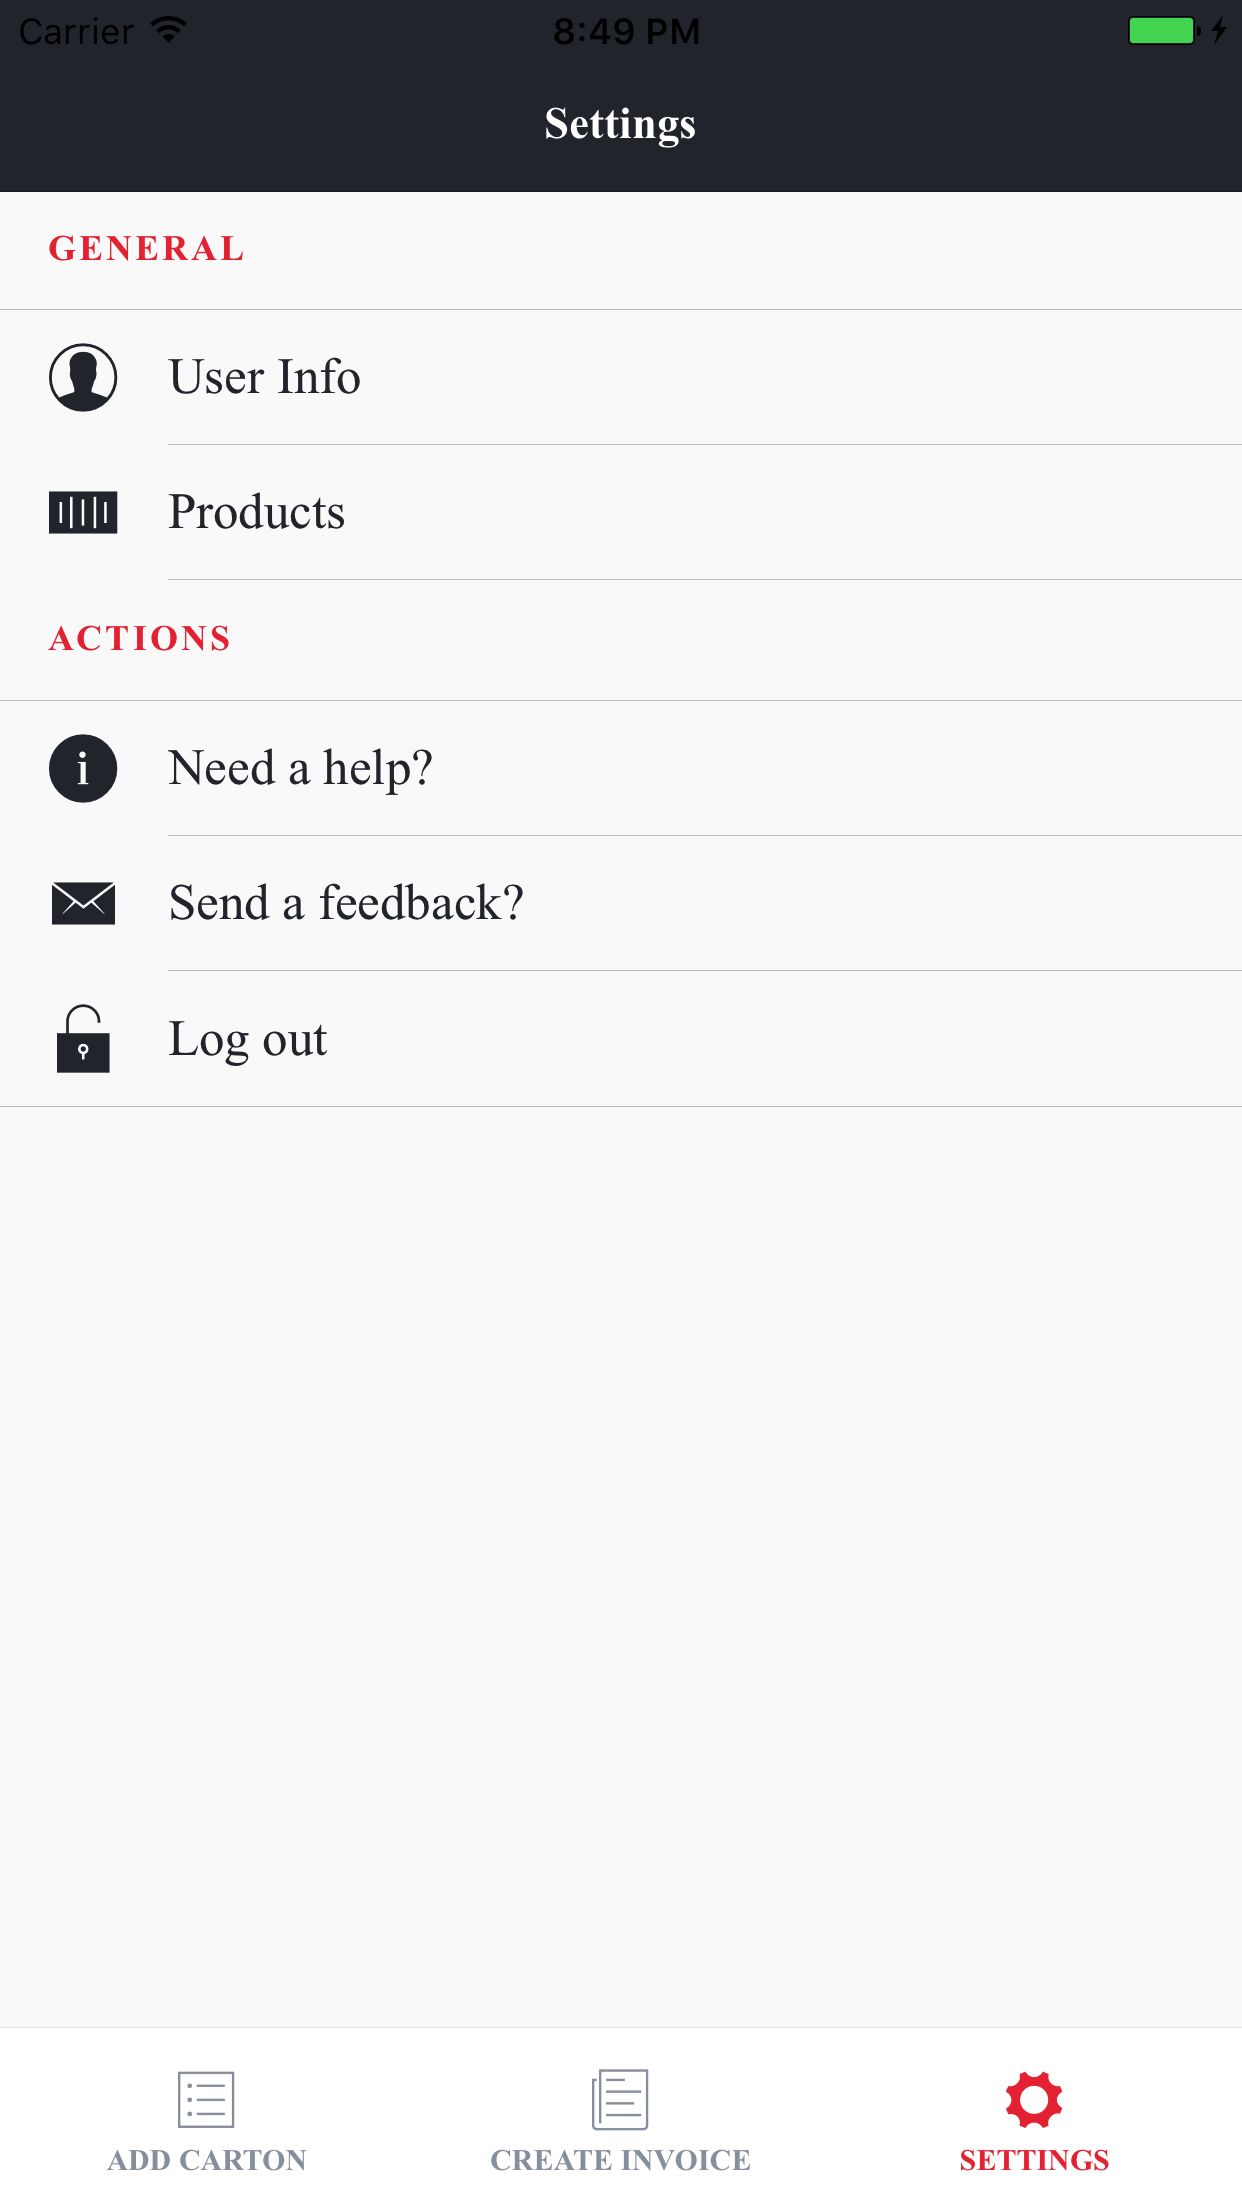 Carrier 8:49 PM
Settings
GENERAL
User Info
Products
ACTIONS
Need a help?
Send a feedback?
Log out
ADD CARTON CREATE INVOICE SETTINGS